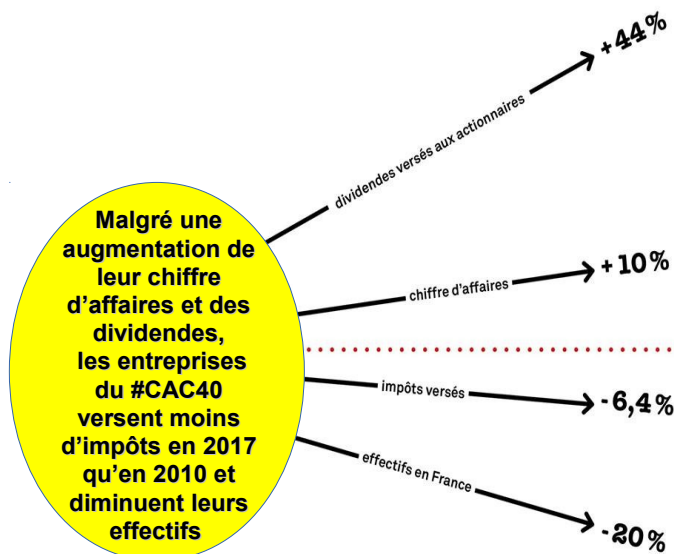 +44%
dividendes versés aux actionnaires
Malgré une
augmentation de
leur chiffre
d’affaires et des
dividendes,
les entreprises
du #CAC40
versent moins
d’impôts en 2017
qu’en 2010 et
diminuent leurs
effectifs
+10%
chiffre d’affaires
impôts versés
-6,4%
effectifs en France
-20%